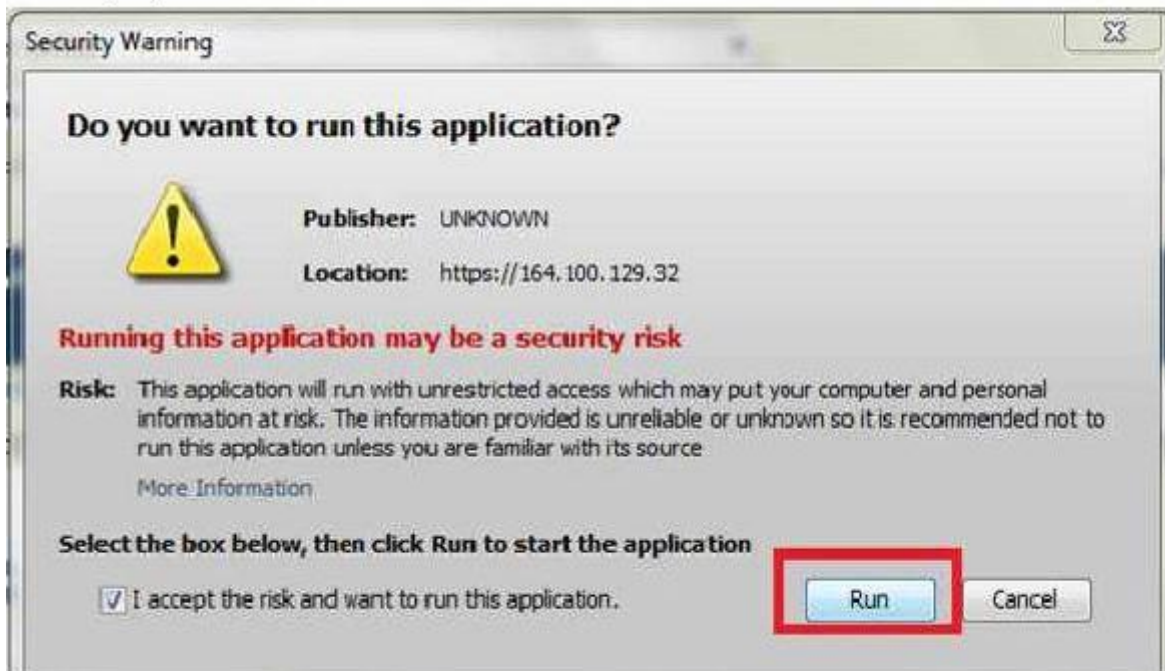 Security Warning
Do you want to run this application?
Publisher: UNKNOWN
Location: https://164.100.129.32
Running this application may be a security risk
Risk: This application will run with unrestricted access which may put your computer and personal
information at risk. The information provided is unreliable or unknown so it is recommended not to
run this application unless you are familiar with its source
More Information
Select the box below, then click Run to start the application
I accept the risk and want to run this application.
Run Cancel